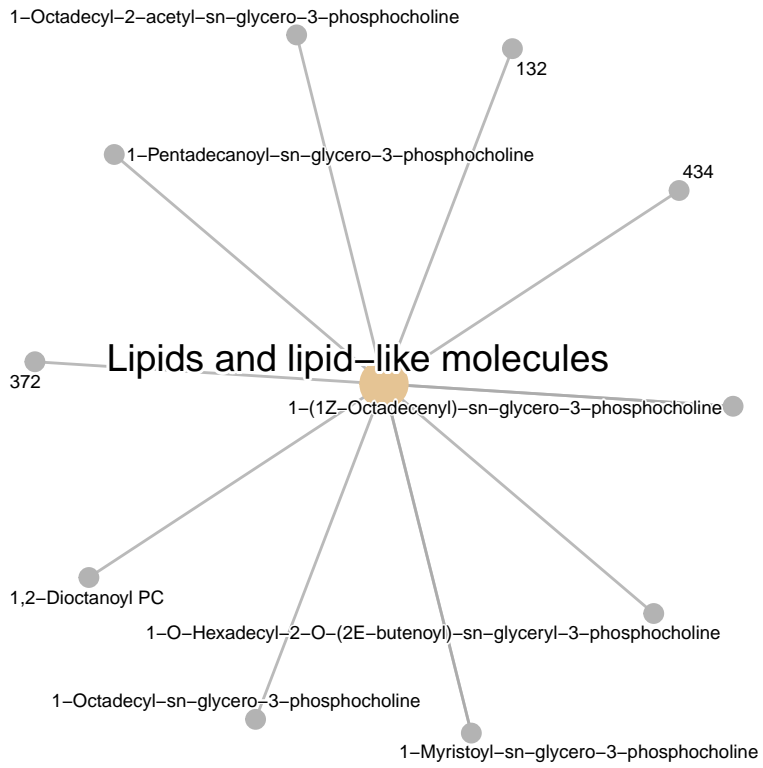 1−Octadecyl−2−acetyl−sn−glycero−3−phosphocholine
132
1−Pentadecanoyl−sn−glycero−3−phosphocholine
434
Lipids and lipid−like molecules
372
1−(1Z−Octadecenyl)−sn−glycero−3−phosphocholine
1,2−Dioctanoyl PC
1−O−Hexadecyl−2−O−(2E−butenoyl)−sn−glyceryl−3−phosphocholine
1−Octadecyl−sn−glycero−3−phosphocholine
1−Myristoyl−sn−glycero−3−phosphocholine